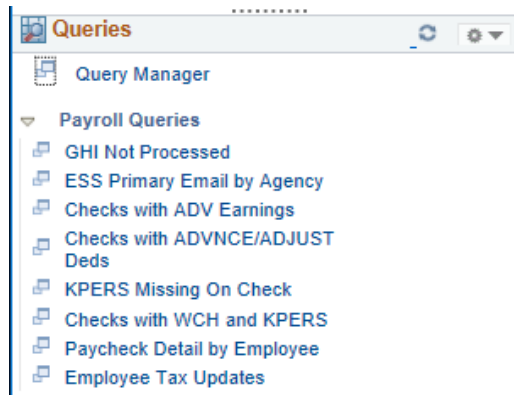 Queries
Query Manager
Payroll Queries
GHI Not Processed
ESS Primary Email by Agency
Checks with ADV Earnings
Checks with ADVNCE/ADJUST
Deds
KPERS Missing On Check
Checks with WCH and KPERS
Paycheck Detail by Employee
Employee Tax Updates